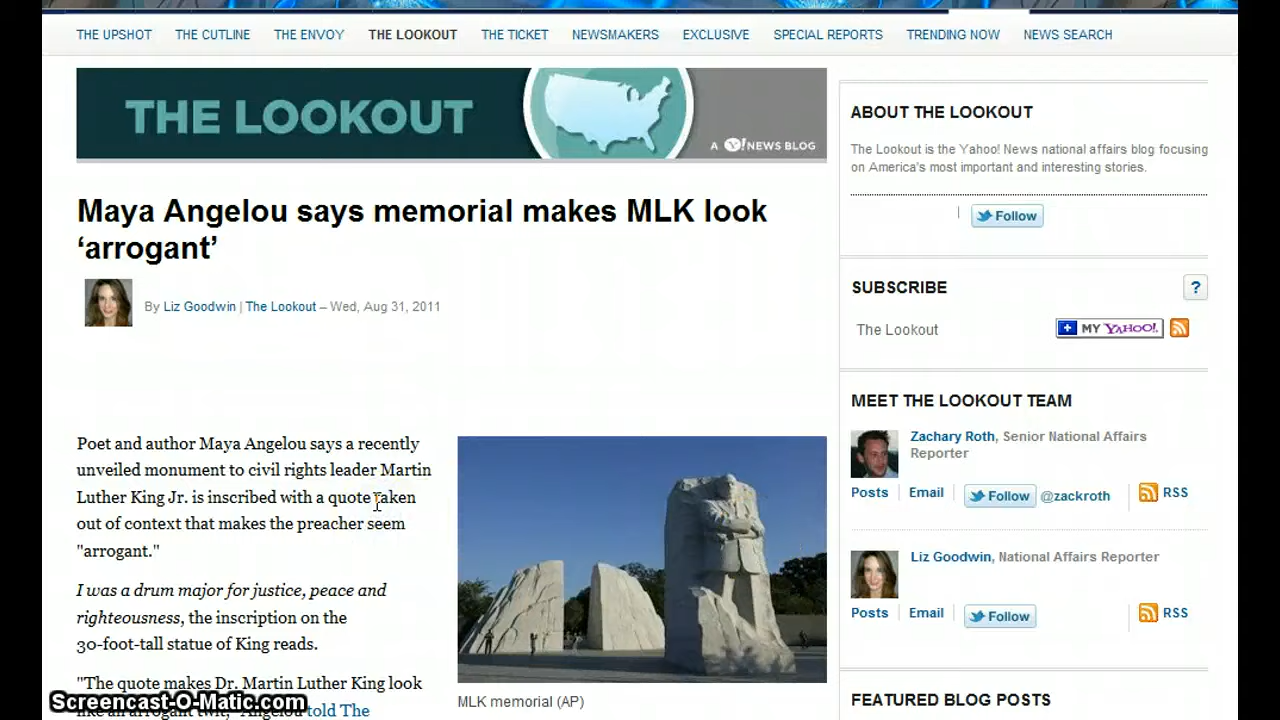 THE UPSHOT THE CUTLINE THE ENVOY THE LOOKOUT THE TICKET NEWSMAKERS EXCLUSIVE SPECIAL REPORTS TRENDING NOW NEWS SEARCH
THE LOOKOUT
A Y! NEWS BLOG
Maya Angelou says memorial makes MLK look
‘arrogant’
By Liz Goodwin | The Lookout – Wed, Aug 31, 2011
Poet and author Maya Angelou says a recently
unveiled monument to civil rights leader Martin
Luther King Jr. is inscribed with a quote taken
out of context that makes the preacher seem
"arrogant."
I was a drum major for justice, peace and
righteousness, the inscription on the
30-foot-tall statue of King reads.
"The quote makes Dr. Martin Luther King look
like an arrogant twit," Angelou told The
MLK memorial (AP)
ABOUT THE LOOKOUT
The Lookout is the Yahoo! News national affairs blog focusing
on America's most important and interesting stories.
Follow
SUBSCRIBE
?
The Lookout
MY YAHOO!
MEET THE LOOKOUT TEAM
Zachary Roth, Senior National Affairs
Reporter
Posts Email Follow @zackroth RSS
Liz Goodwin, National Affairs Reporter
Posts Email Follow RSS
FEATURED BLOG POSTS
Screencast-O-Matic.com